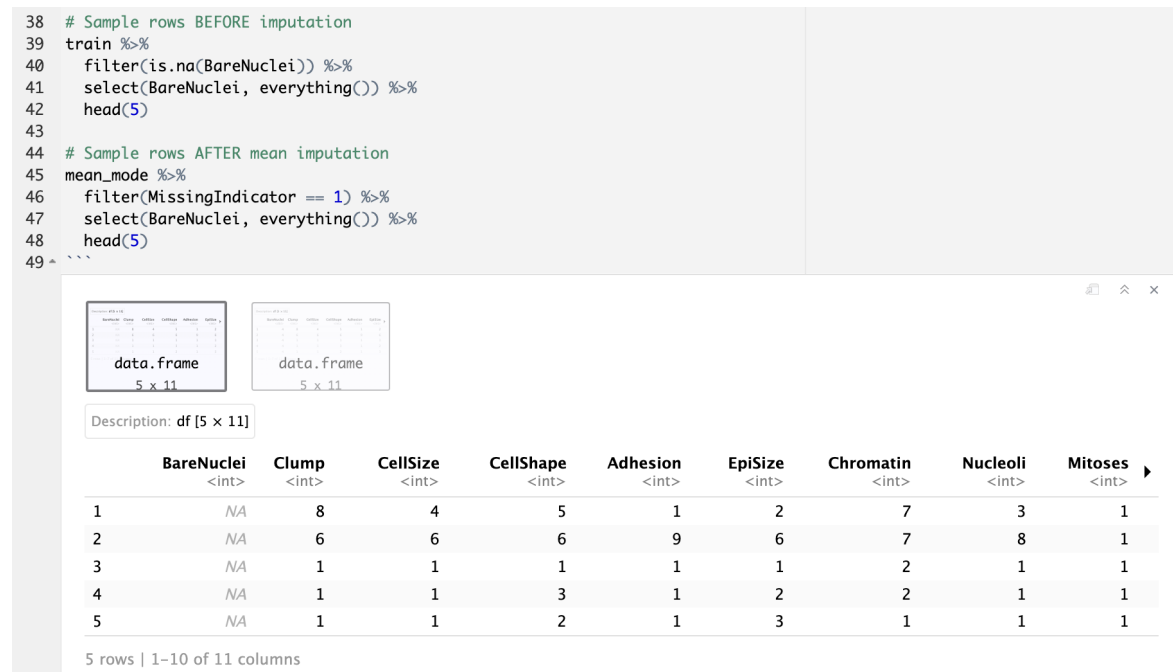 38 # Sample rows BEFORE imputation
39 train %>%
40 filter(is.na(BareNuclei)) %>%
41 select(BareNuclei, everything()) %>%
42 head(5)
43
44 # Sample rows AFTER mean imputation
45 mean_mode %>%
46 filter(MissingIndicator == 1) %>%
47 select(BareNuclei, everything()) %>%
48 head(5)
49 ```
data.frame data.frame
5 x 11 5 x 11
Description: df [5 × 11]
BareNuclei Clump CellSize CellShape Adhesion EpiSize Chromatin Nucleoli Mitoses
<int> <int> <int> <int> <int> <int> <int> <int> <int>
1 NA 8 4 5 1 2 7 3 1
2 NA 6 6 6 9 6 7 8 1
3 NA 1 1 1 1 1 2 1 1
4 NA 1 1 3 1 2 2 1 1
5 NA 1 1 2 1 3 1 1 1
5 rows | 1–10 of 11 columns